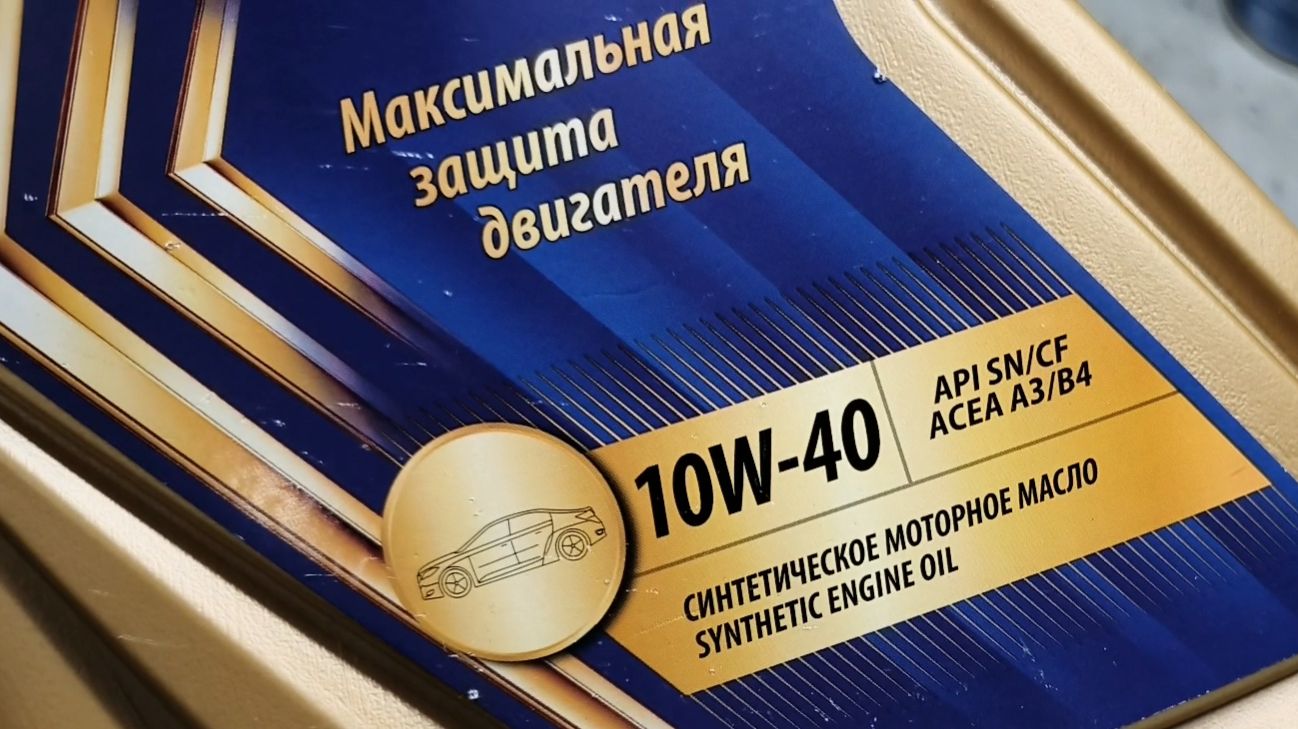 Максимальная
защита
двигателя
10W-40
API SN/CF
ACEA A3/B4
СИНТЕТИЧЕСКОЕ МОТОРНОЕ МАСЛО
SYNTHETIC ENGINE OIL